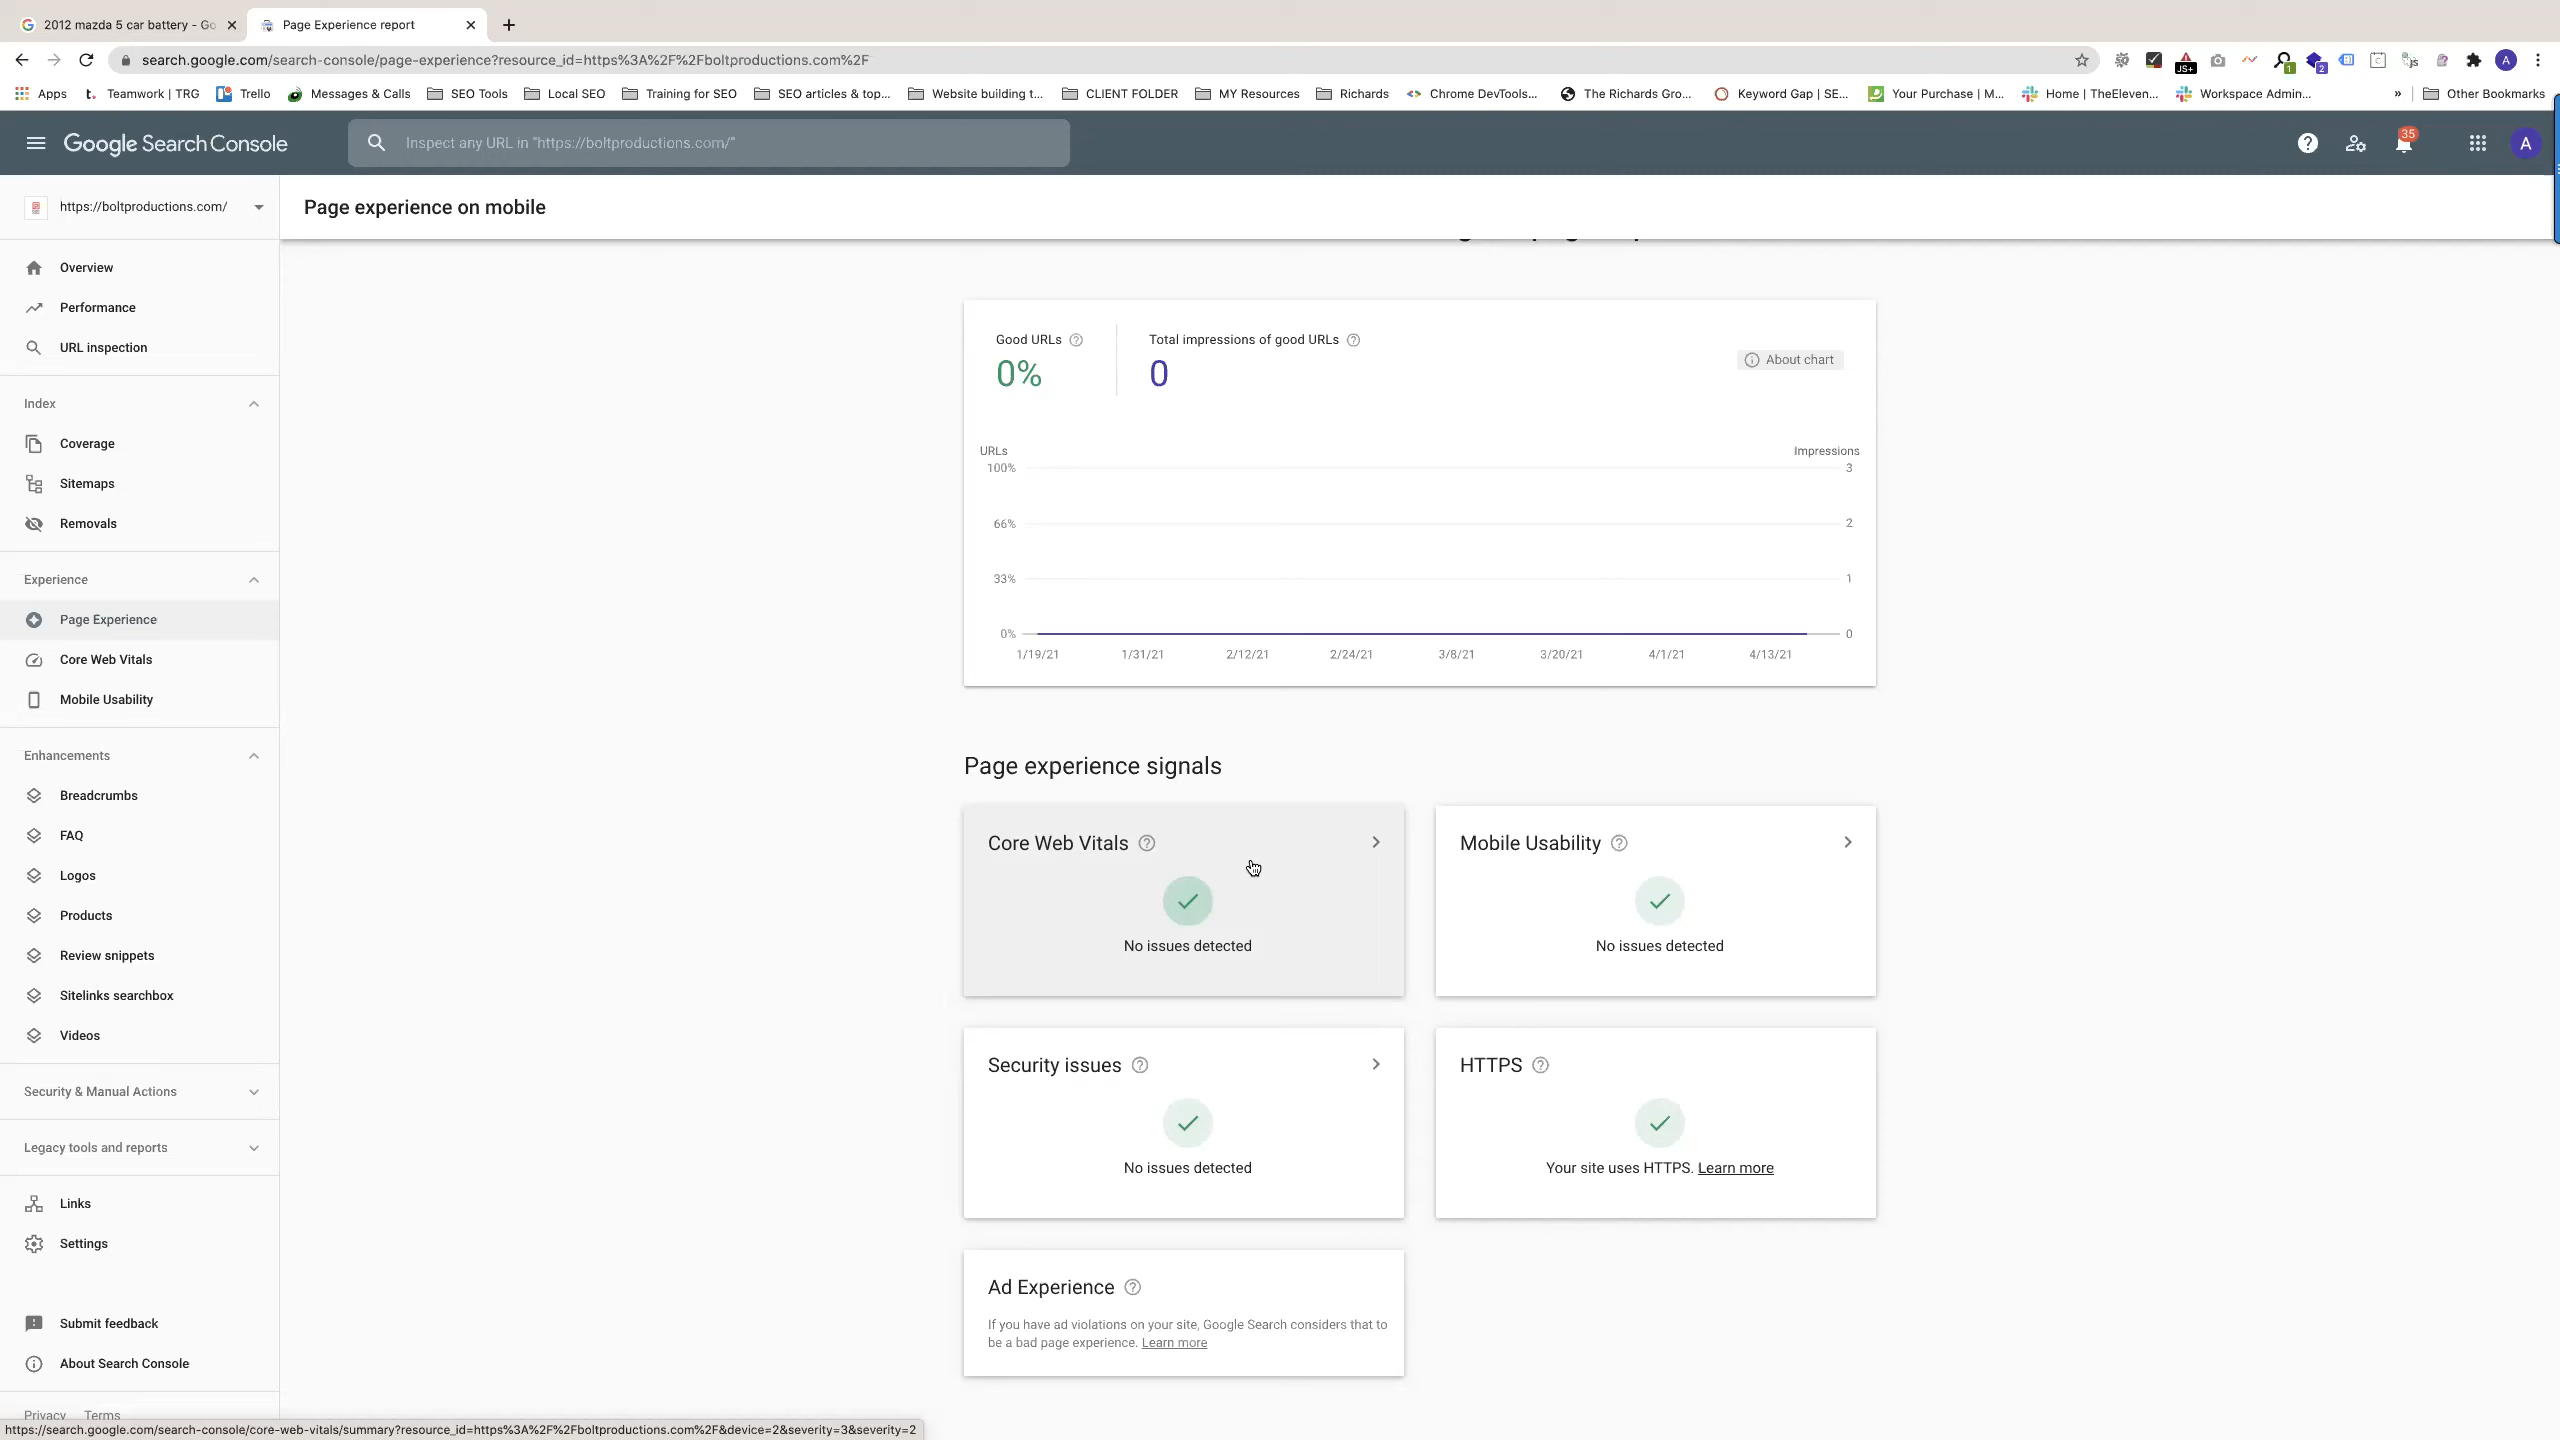 2012 mazda 5 car battery - Go
Page Experience report
search.google.com/search-console/page-experience?resource_id=https%3A%2F%2Fboltproductions.com%2F
JS+
1
2
A
Apps
Teamwork | TRG
Trello
Messages & Calls
SEO Tools
Local SEO
Training for SEO
SEO articles & top...
Website building t...
CLIENT FOLDER
MY Resources
Richards
Chrome DevTools...
The Richards Gro...
Keyword Gap | SE...
Your Purchase | M...
Home | TheEleven...
Workspace Admin...
»
Other Bookmarks
Google Search Console
Inspect any URL in "https://boltproductions.com/"
35
A
https://boltproductions.com/
Page experience on mobile
Overview
Performance
URL inspection
Index
Coverage
Sitemaps
Removals
Experience
Page Experience
Core Web Vitals
Mobile Usability
Enhancements
Breadcrumbs
FAQ
Logos
Products
Review snippets
Sitelinks searchbox
Videos
Security & Manual Actions
Legacy tools and reports
Links
Settings
Submit feedback
About Search Console
Privacy Terms
Good URLs
0%
Total impressions of good URLs
0
About chart
URLs
Impressions
100%
3
66%
2
33%
1
0%
0
1/19/21 1/31/21 2/12/21 2/24/21 3/8/21 3/20/21 4/1/21 4/13/21
Page experience signals
Core Web Vitals
No issues detected
Mobile Usability
No issues detected
Security issues
No issues detected
HTTPS
Your site uses HTTPS. Learn more
Ad Experience
If you have ad violations on your site, Google Search considers that to
be a bad page experience. Learn more
https://search.google.com/search-console/core-web-vitals/summary?resource_id=https%3A%2F%2Fboltproductions.com%2F&device=2&severity=3&severity=2